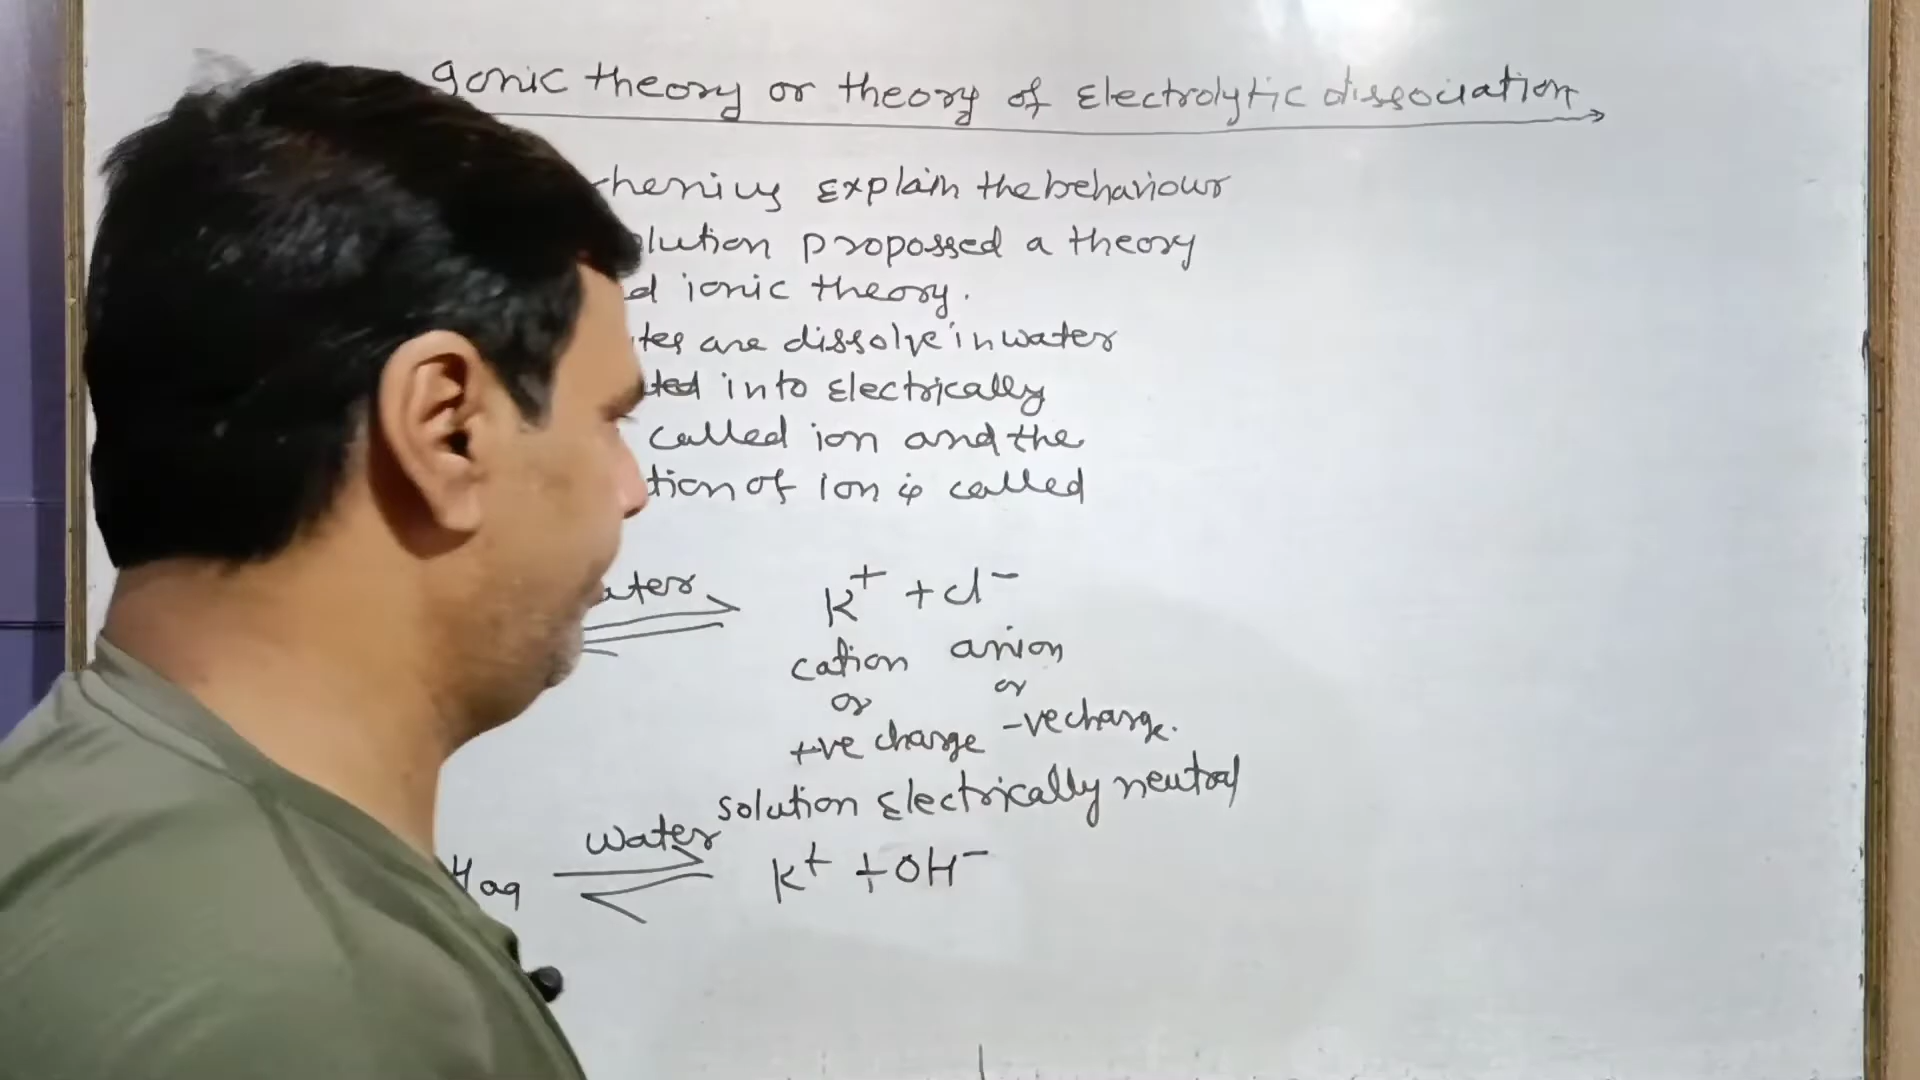 Ionic theory or theory of Electrolytic dissociation
rhenius explain the behaviour
olution propossed a theory
d ionic theory.
tes are dissolve in water
ted into Electrically
called ion and the
tion of Ion is called
ater K⁺ + Cl⁻
cation anion
or or
+ve charge -ve charge.
solution Electrically neutral
water
H aq K⁺ + OH⁻